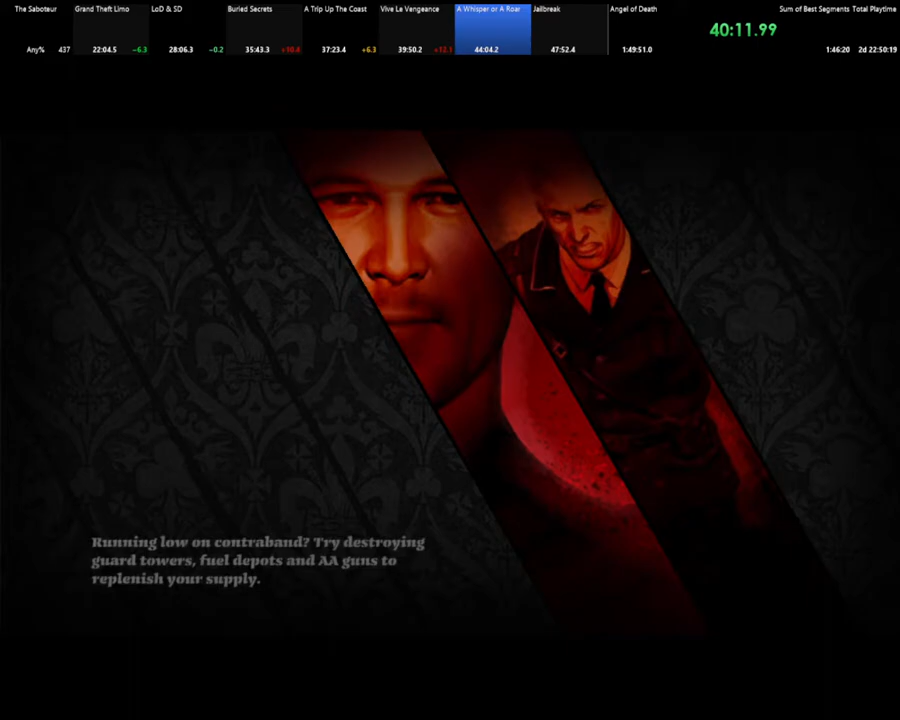 The Saboteur
Grand Theft Limo
LoD & SD
Buried Secrets
A Trip Up The Coast
Vive Le Vengeance
A Whisper or A Roar
Jailbreak
Angel of Death
Sum of Best Segments Total Playtime
40:11.99
Any% 437
22:04.5 −6.3
28:06.3 −0.2
35:43.3 +10.4
37:23.4 +6.3
39:50.2 +12.1
44:04.2
47:52.4
1:49:51.0
1:46:20 2d 22:50:19
Running low on contraband? Try destroying
guard towers, fuel depots and AA guns to
replenish your supply.